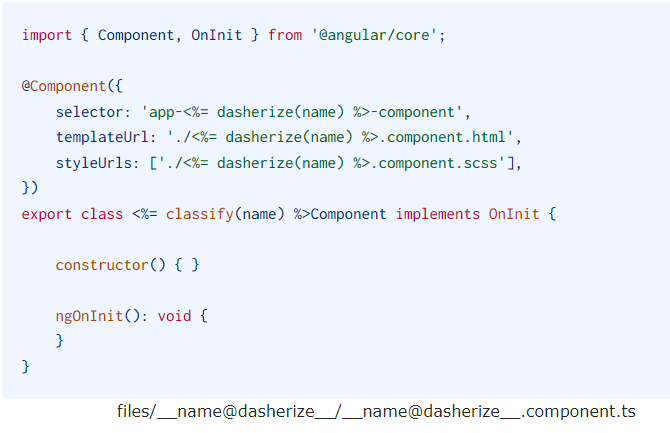 import { Component, OnInit } from '@angular/core';
@Component({
    selector: 'app-<%= dasherize(name) %>-component',
    templateUrl: './<%= dasherize(name) %>.component.html',
    styleUrls: ['./<%= dasherize(name) %>.component.scss'],
})
export class <%= classify(name) %>Component implements OnInit {
    constructor() { }
    ngOnInit(): void {
    }
}
files/__name@dasherize__/__name@dasherize__.component.ts